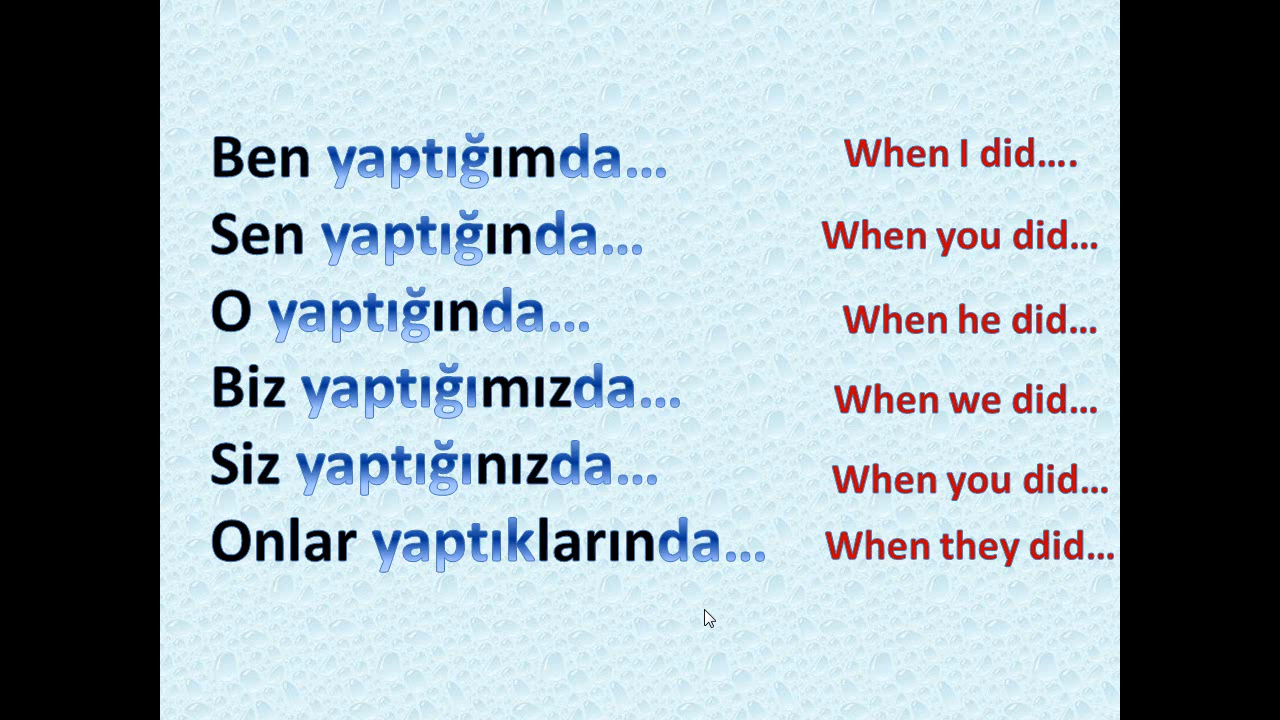 Ben yaptığımda… When I did….
Sen yaptığında… When you did…
O yaptığında… When he did…
Biz yaptığımızda… When we did…
Siz yaptığınızda… When you did…
Onlar yaptıklarında… When they did…